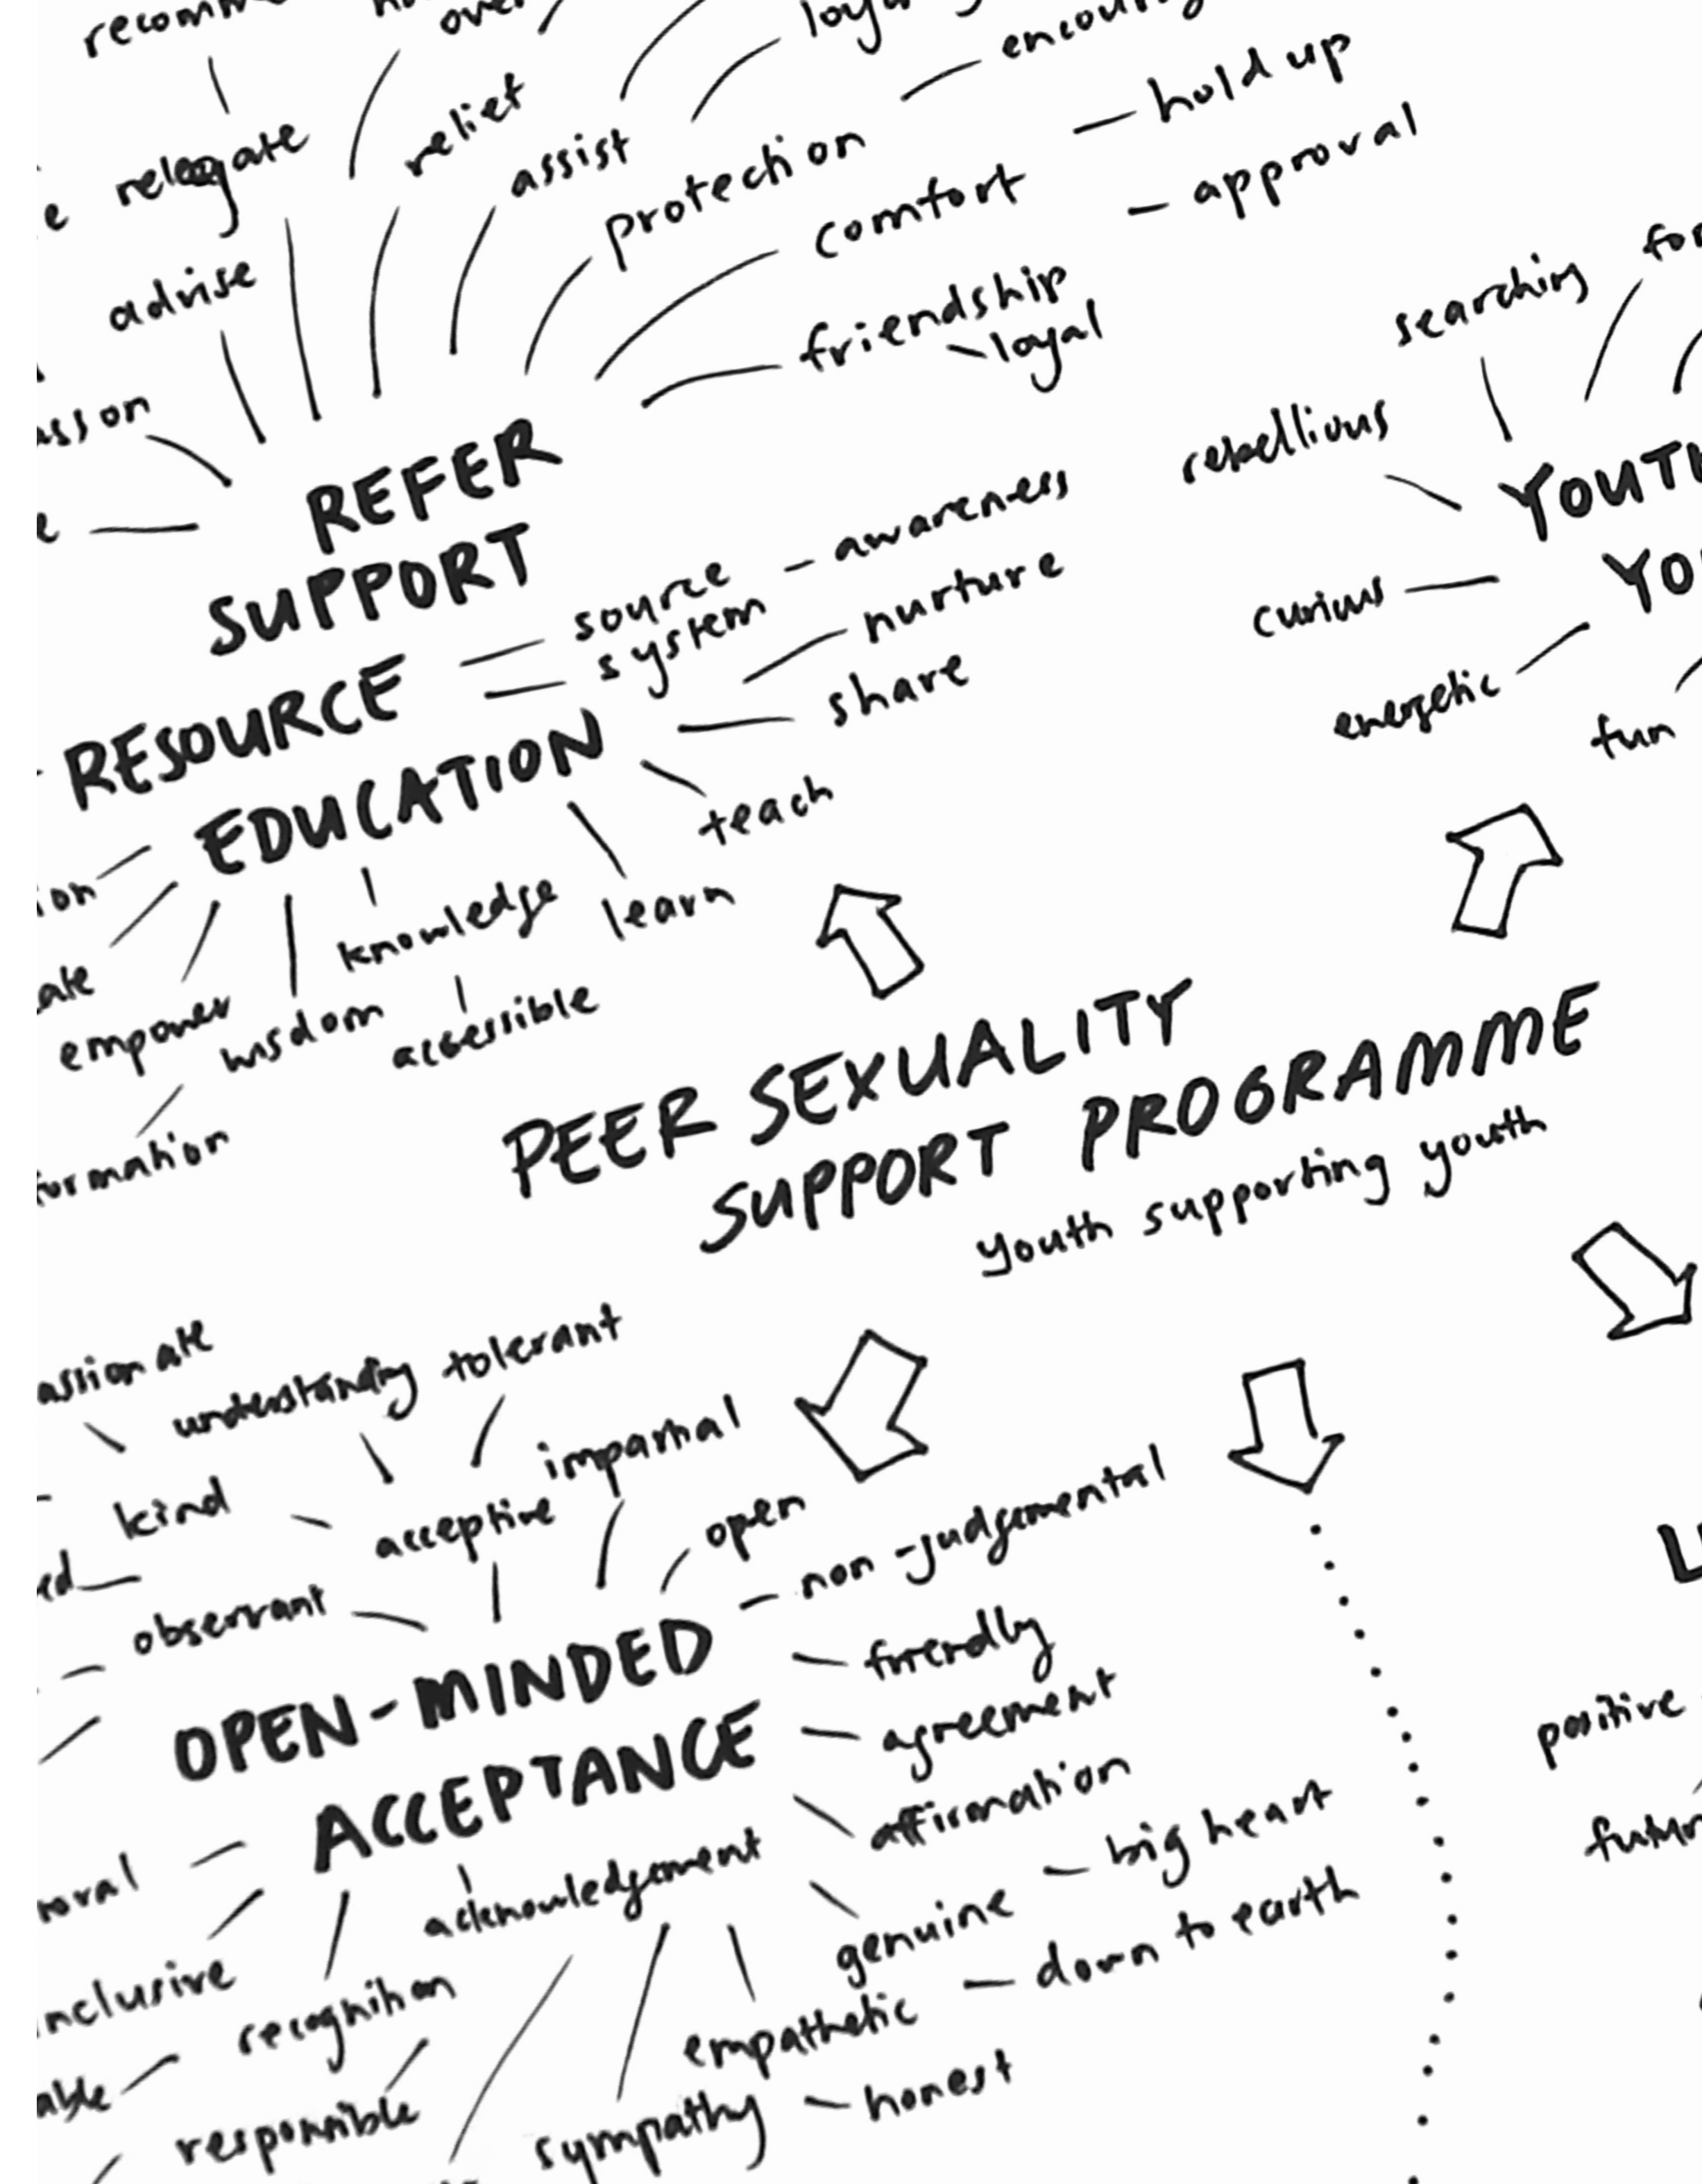 relief
assist
hold up
protection
relegate
comfort
approval
advise
friendship
loyal
searching
rebellious
REFER
SUPPORT
awareness
source
system
nurture
curious
RESOURCE
share
energetic
fun
EDUCATION
teach
knowledge
learn
empower
wisdom
accessible
PEER SEXUALITY
SUPPORT PROGRAMME
youth supporting youth
understanding
tolerant
impartial
kind
acceptive
open
non-judgemental
observant
friendly
OPEN-MINDED
agreement
ACCEPTANCE
positive
affirmation
big heart
acknowledgement
genuine
down to earth
recognition
empathetic
honest
responsible
sympathy